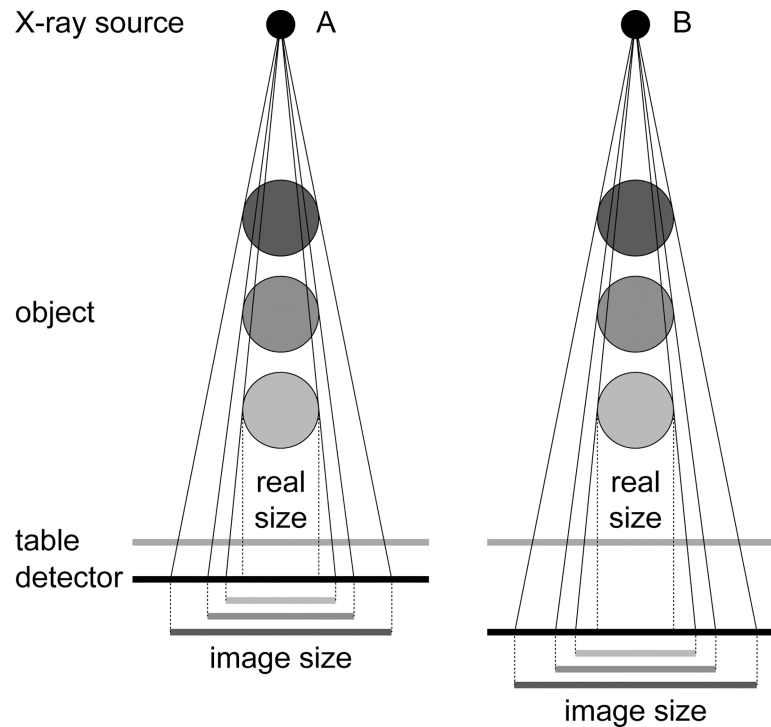 X-ray source
A
B
object
real
size
real
size
table
detector
image size
image size